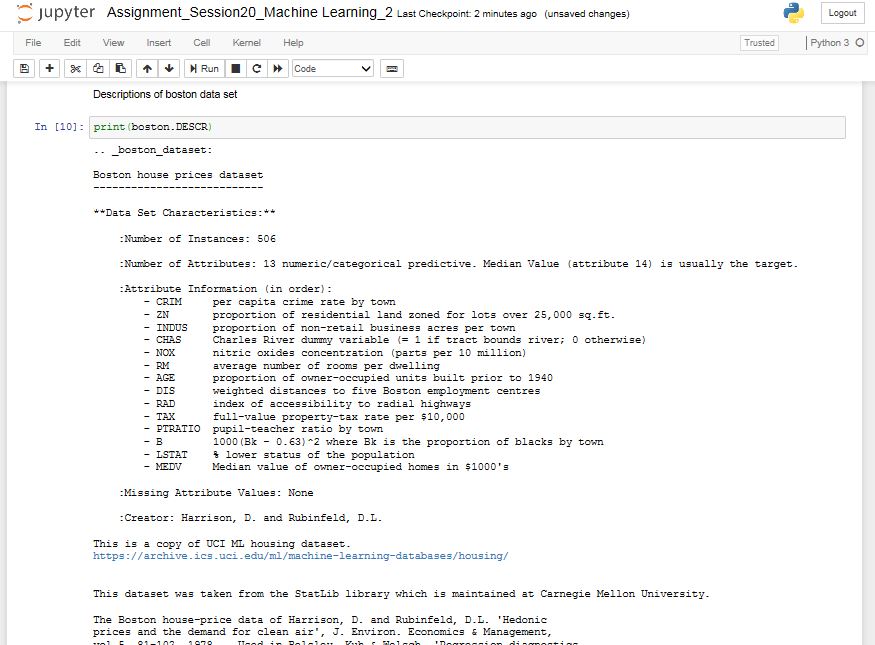 jupyter Assignment_Session20_Machine Learning_2 Last Checkpoint: 2 minutes ago (unsaved changes) Logout
File Edit View Insert Cell Kernel Help Trusted Python 3
Run Code
Descriptions of boston data set
In [10]: print(boston.DESCR)
.. _boston_dataset:
Boston house prices dataset
---------------------------
**Data Set Characteristics:**
:Number of Instances: 506
:Number of Attributes: 13 numeric/categorical predictive. Median Value (attribute 14) is usually the target.
:Attribute Information (in order):
- CRIM per capita crime rate by town
- ZN proportion of residential land zoned for lots over 25,000 sq.ft.
- INDUS proportion of non-retail business acres per town
- CHAS Charles River dummy variable (= 1 if tract bounds river; 0 otherwise)
- NOX nitric oxides concentration (parts per 10 million)
- RM average number of rooms per dwelling
- AGE proportion of owner-occupied units built prior to 1940
- DIS weighted distances to five Boston employment centres
- RAD index of accessibility to radial highways
- TAX full-value property-tax rate per $10,000
- PTRATIO pupil-teacher ratio by town
- B 1000(Bk - 0.63)^2 where Bk is the proportion of blacks by town
- LSTAT % lower status of the population
- MEDV Median value of owner-occupied homes in $1000's
:Missing Attribute Values: None
:Creator: Harrison, D. and Rubinfeld, D.L.
This is a copy of UCI ML housing dataset.
https://archive.ics.uci.edu/ml/machine-learning-databases/housing/
This dataset was taken from the StatLib library which is maintained at Carnegie Mellon University.
The Boston house-price data of Harrison, D. and Rubinfeld, D.L. 'Hedonic
prices and the demand for clean air', J. Environ. Economics & Management,
vol.5, 81-102, 1978. Used in Belsley, Kuh & Welsch, 'Regression diagnostics